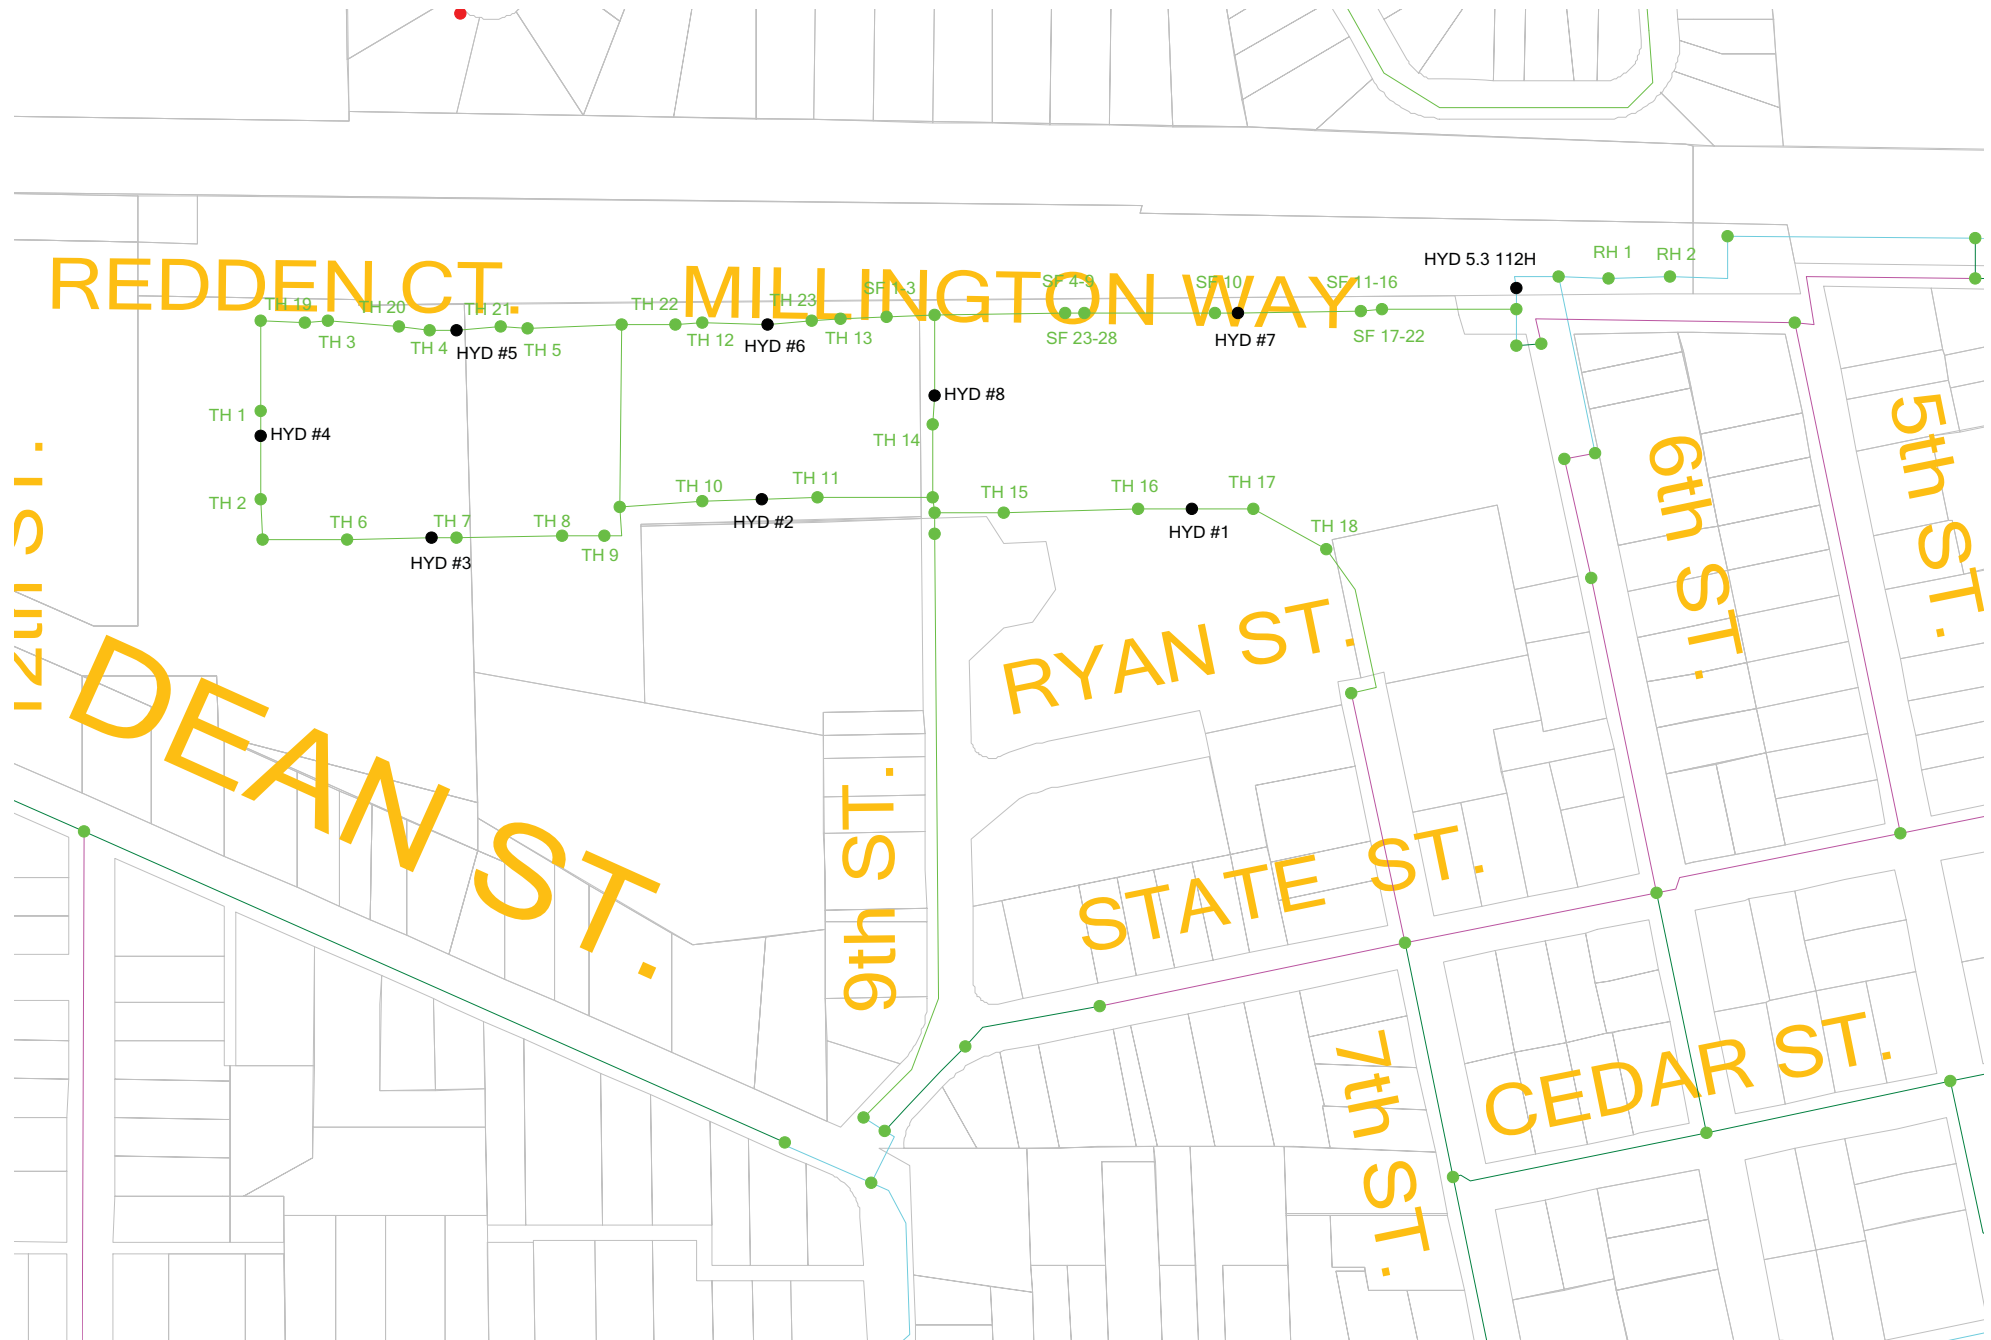 HYD 5.3 112H
RH 1
RH 2
REDDEN CT.
MILLINGTON WAY
TH 19
TH 20
TH 21
TH 22
TH 23
SF 1-3
SF 4-9
SF 10
SF 11-16
TH 3
TH 4
HYD #5
TH 5
TH 12
HYD #6
TH 13
SF 23-28
HYD #7
SF 17-22
TH 1
HYD #4
HYD #8
TH 14
TH 2
TH 10
TH 11
HYD #2
TH 15
TH 16
TH 17
HYD #1
TH 18
TH 6
TH 7
HYD #3
TH 8
TH 9
12th ST.
5th ST.
6th ST.
DEAN ST.
RYAN ST.
9th ST.
STATE ST.
7th ST.
CEDAR ST.